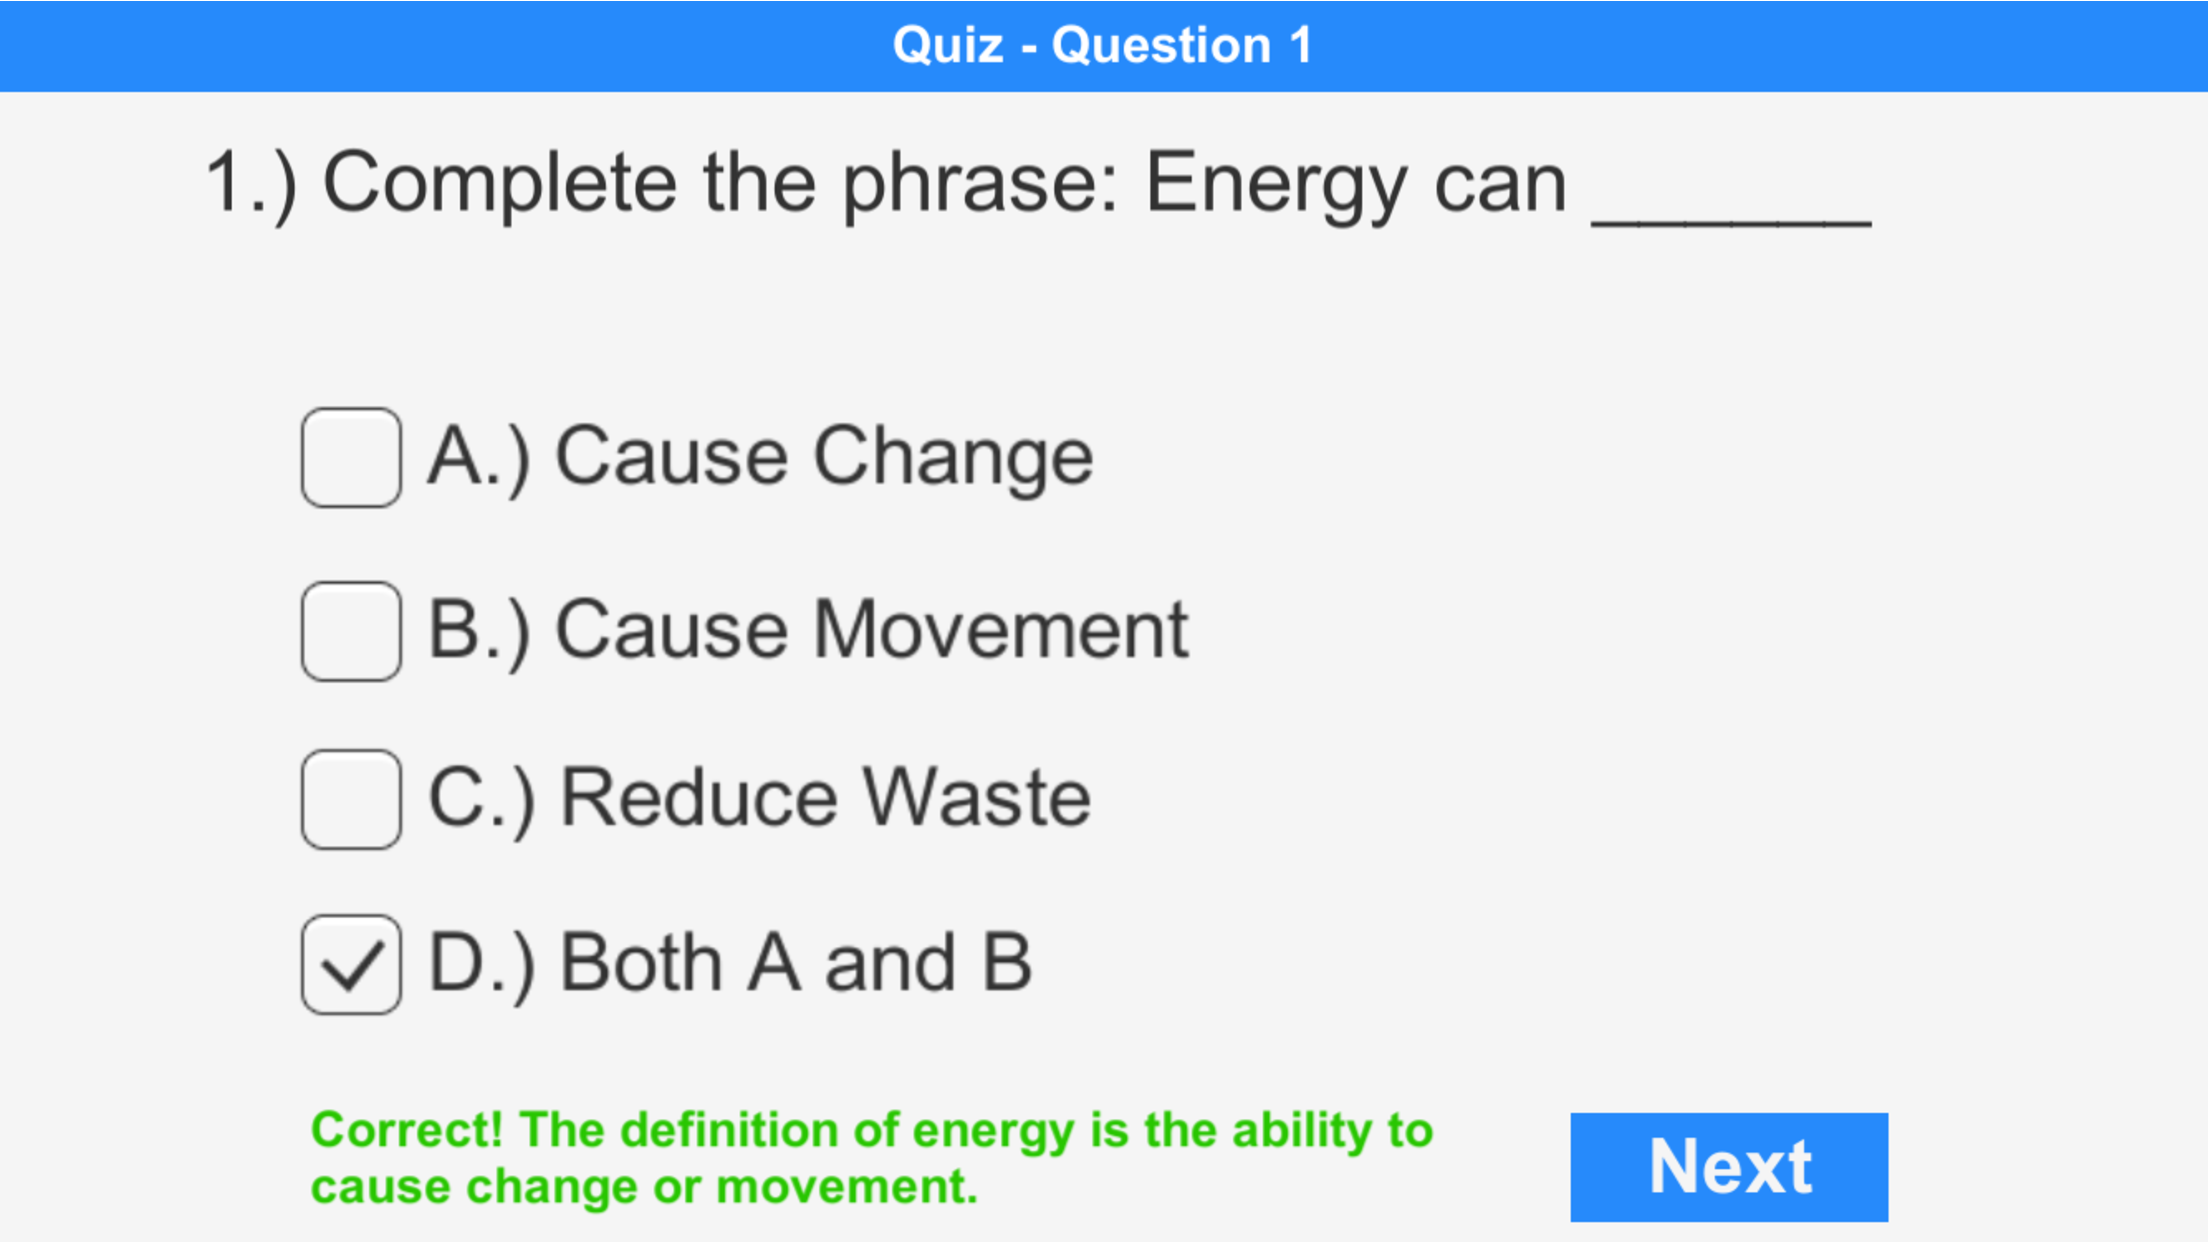 Quiz - Question 1
1.) Complete the phrase: Energy can ______
A.) Cause Change
B.) Cause Movement
C.) Reduce Waste
D.) Both A and B
Correct! The definition of energy is the ability to
cause change or movement.
Next